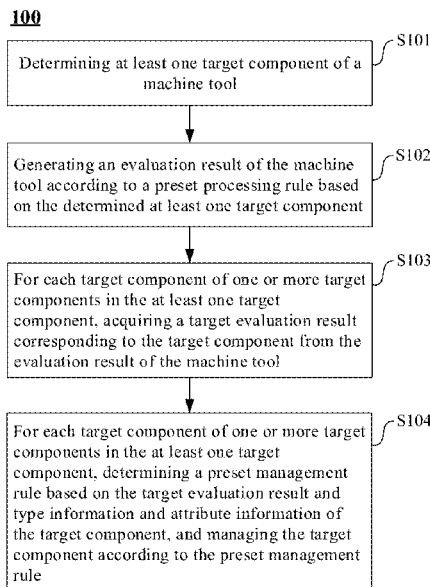 100
S101
Determining at least one target component of a
machine tool
S102
Generating an evaluation result of the machine
tool according to a preset processing rule based
on the determined at least one target component
S103
For each target component of one or more target
components in the at least one target
component, acquiring a target evaluation result
corresponding to the target component from the
evaluation result of the machine tool
S104
For each target component of one or more target
components in the at least one target
component, determining a preset management
rule based on the target evaluation result and
type information and attribute information of
the target component, and managing the target
component according to the preset management
rule